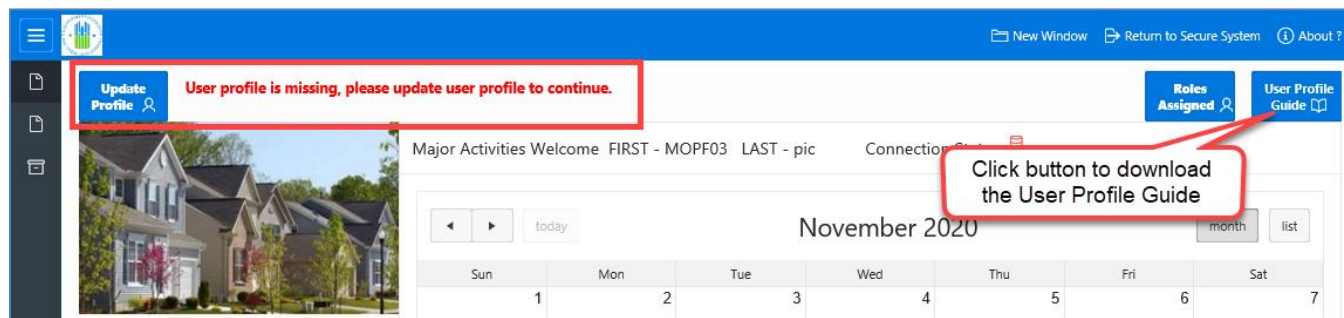 New Window Return to Secure System About ?
Update
Profile
User profile is missing, please update user profile to continue.
Roles
Assigned
User Profile
Guide
Major Activities Welcome FIRST - MOPF03 LAST - pic Connection
Click button to download
the User Profile Guide
today
November 2020
month list
Sun Mon Tue Wed Thu Fri Sat
1 2 3 4 5 6 7